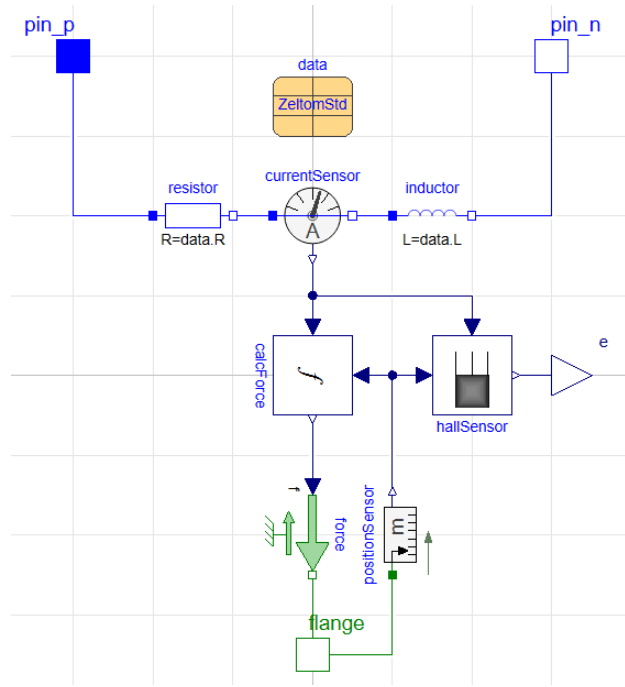 pin_p
pin_n
data
ZeltomStd
resistor
currentSensor
inductor
R=data.R
A
L=data.L
calcForce
f
e
hallSensor
f
force
positionSensor
m
flange